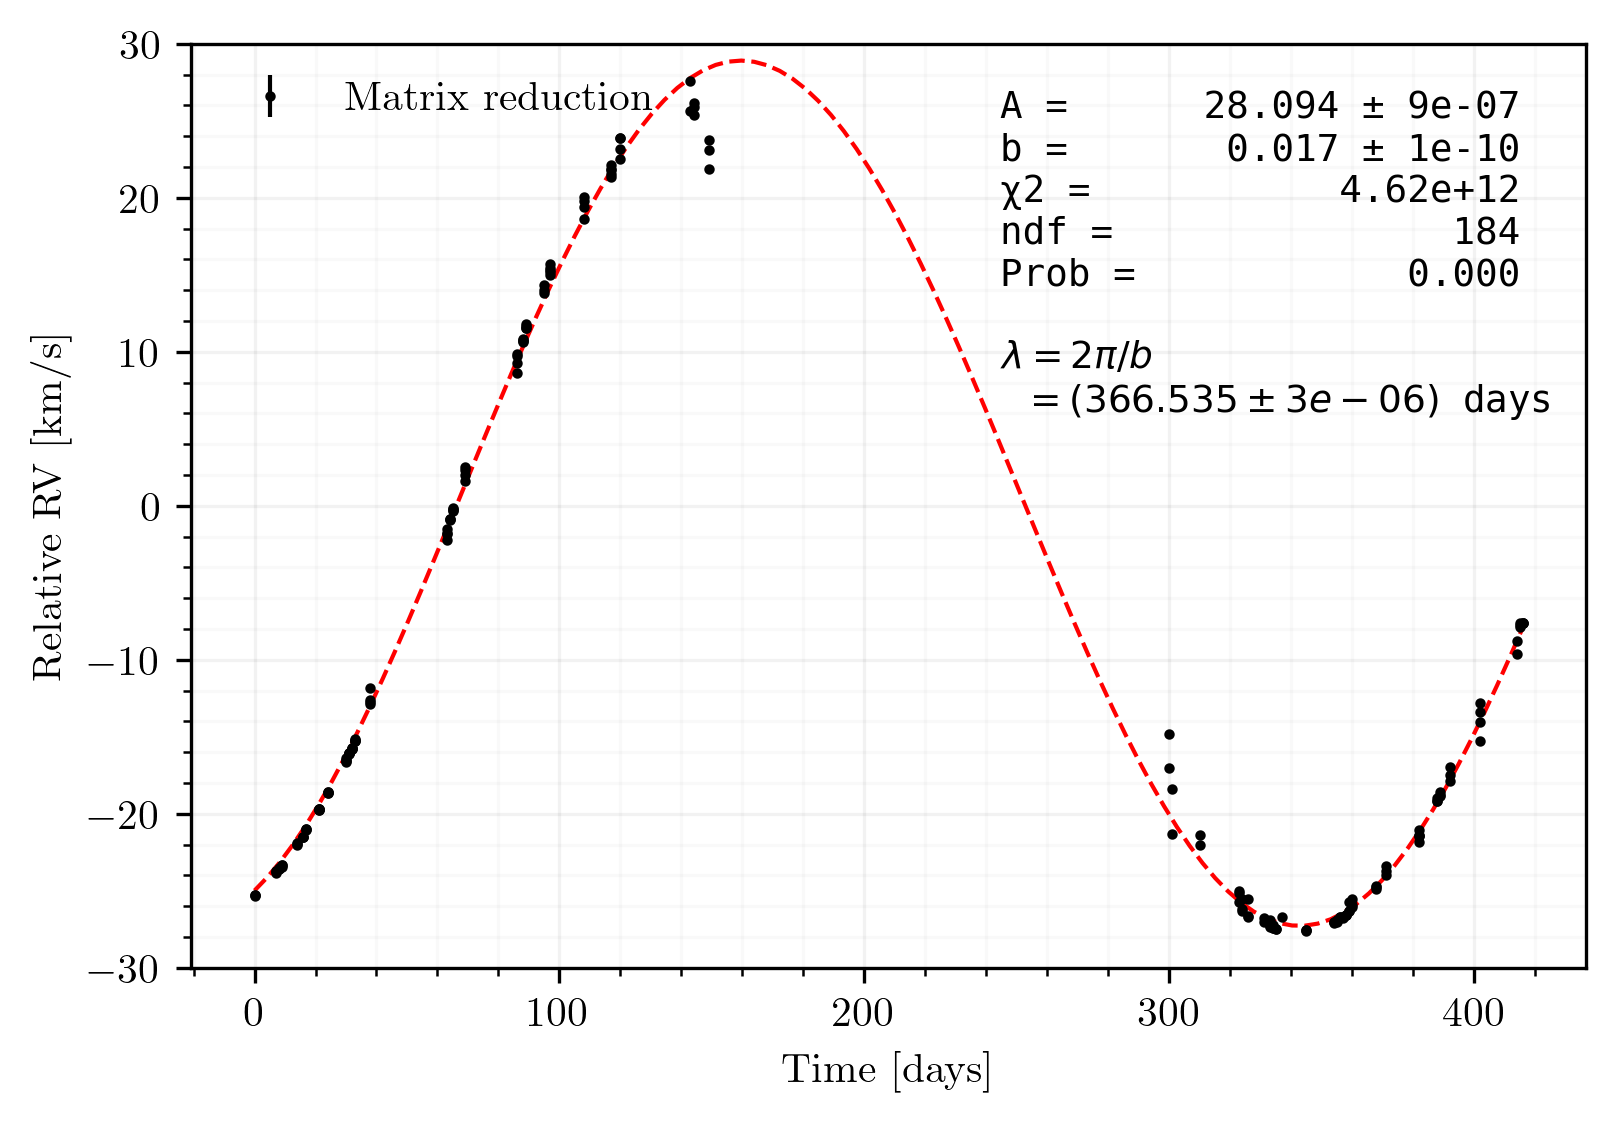 Matrix reduction
A = 28.094 ± 9e-07
b = 0.017 ± 1e-10
χ2 = 4.62e+12
ndf = 184
Prob = 0.000
λ = 2π/b
= (366.535 ± 3e − 06) days
Relative RV [km/s]
30
20
10
0
−10
−20
−30
0 100 200 300 400
Time [days]